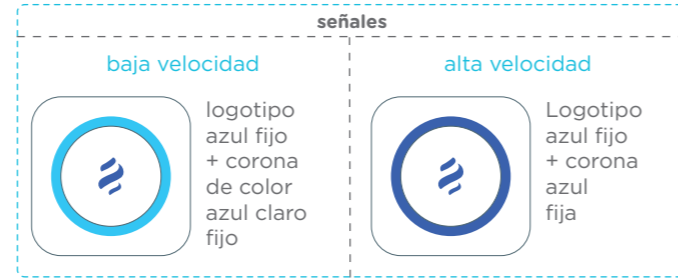 señales
baja velocidad
logotipo
azul fijo
+ corona
de color
azul claro
fijo
alta velocidad
Logotipo
azul fijo
+ corona
azul
fija